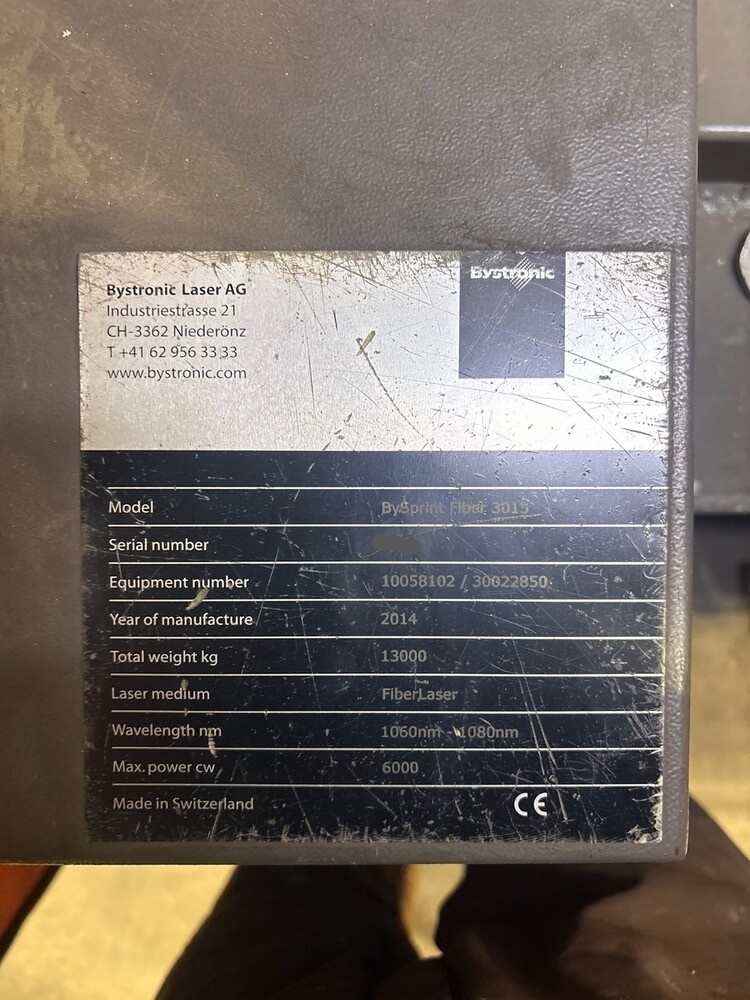 Bystronic Laser AG
Industriestrasse 21
CH-3362 Niederönz
T +41 62 956 33 33
www.bystronic.com
Bystronic
Model BySprint Fiber 3015
Serial number
Equipment number 10058102 / 30022850
Year of manufacture 2014
Total weight kg 13000
Laser medium FiberLaser
Wavelength nm 1060nm - 1080nm
Max. power cw 6000
Made in Switzerland CE